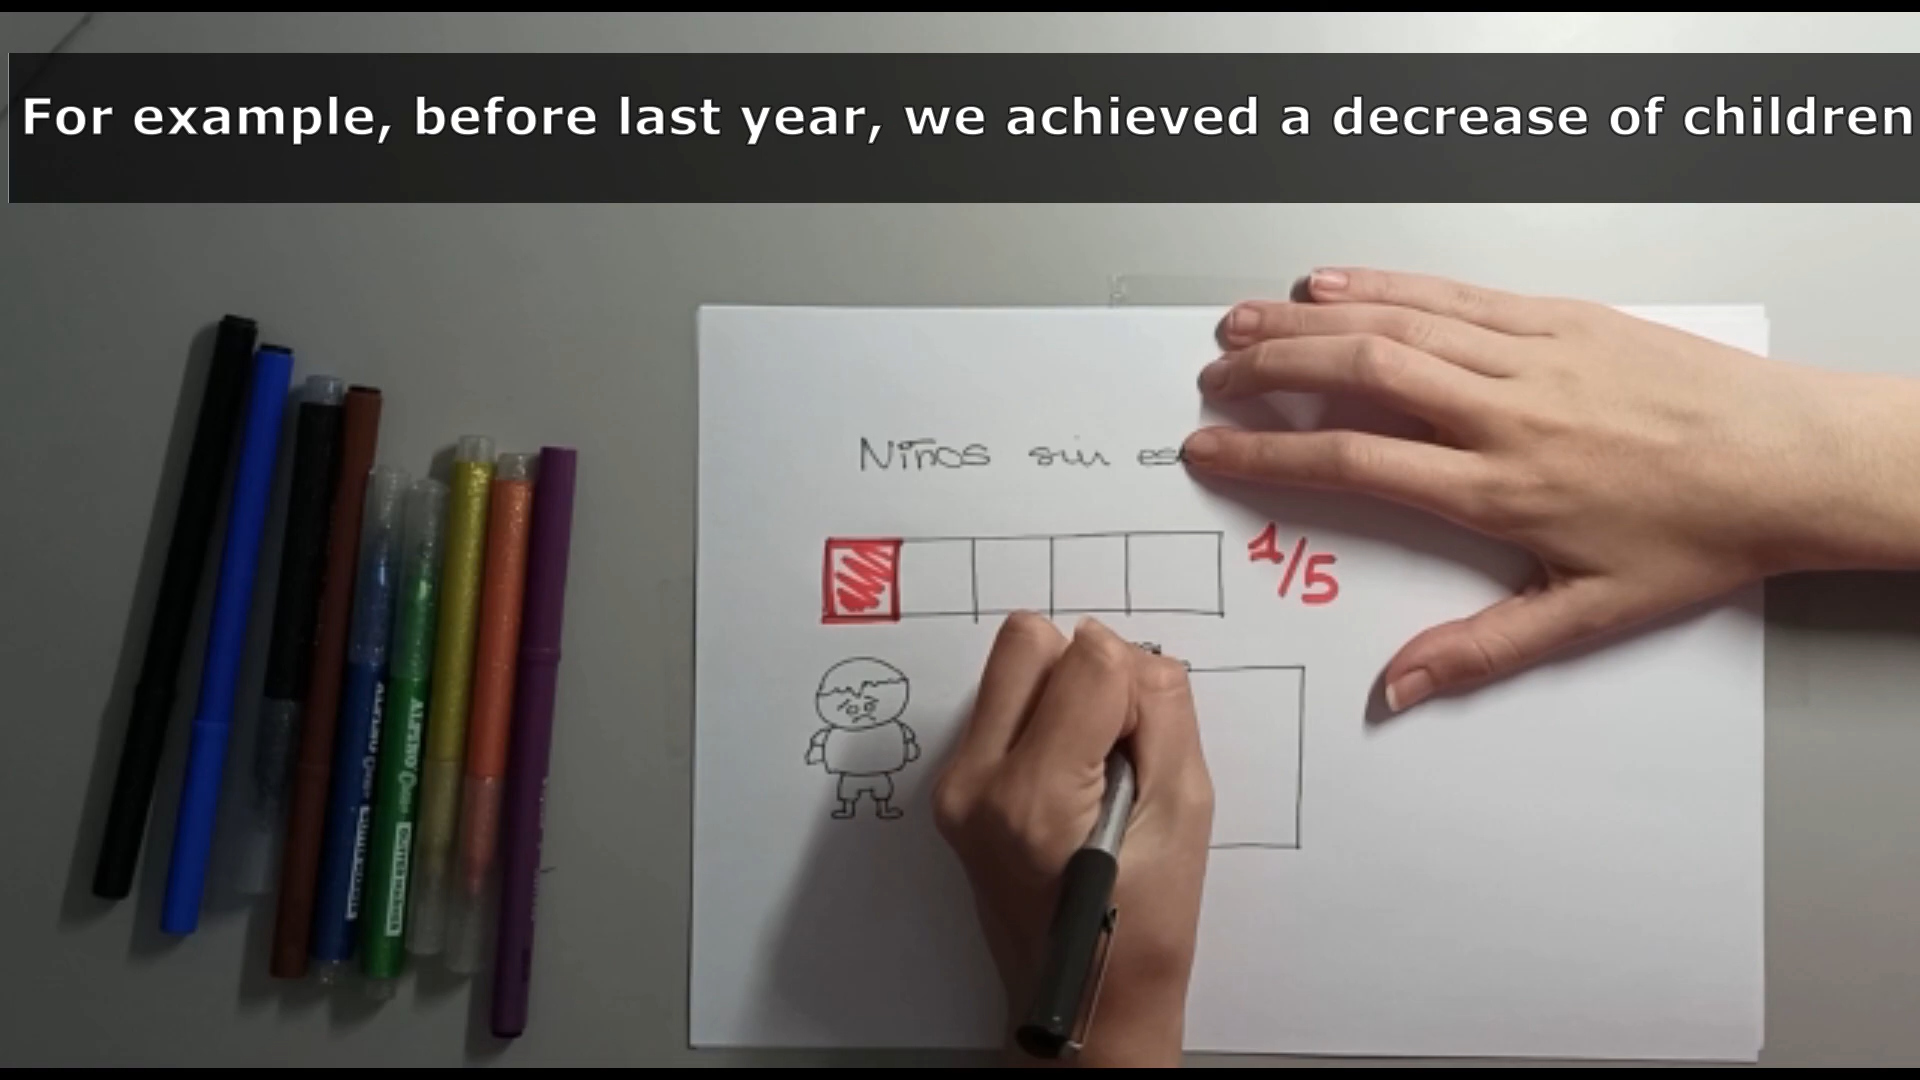 For example, before last year, we achieved a decrease of children
Niños sin es
1/5